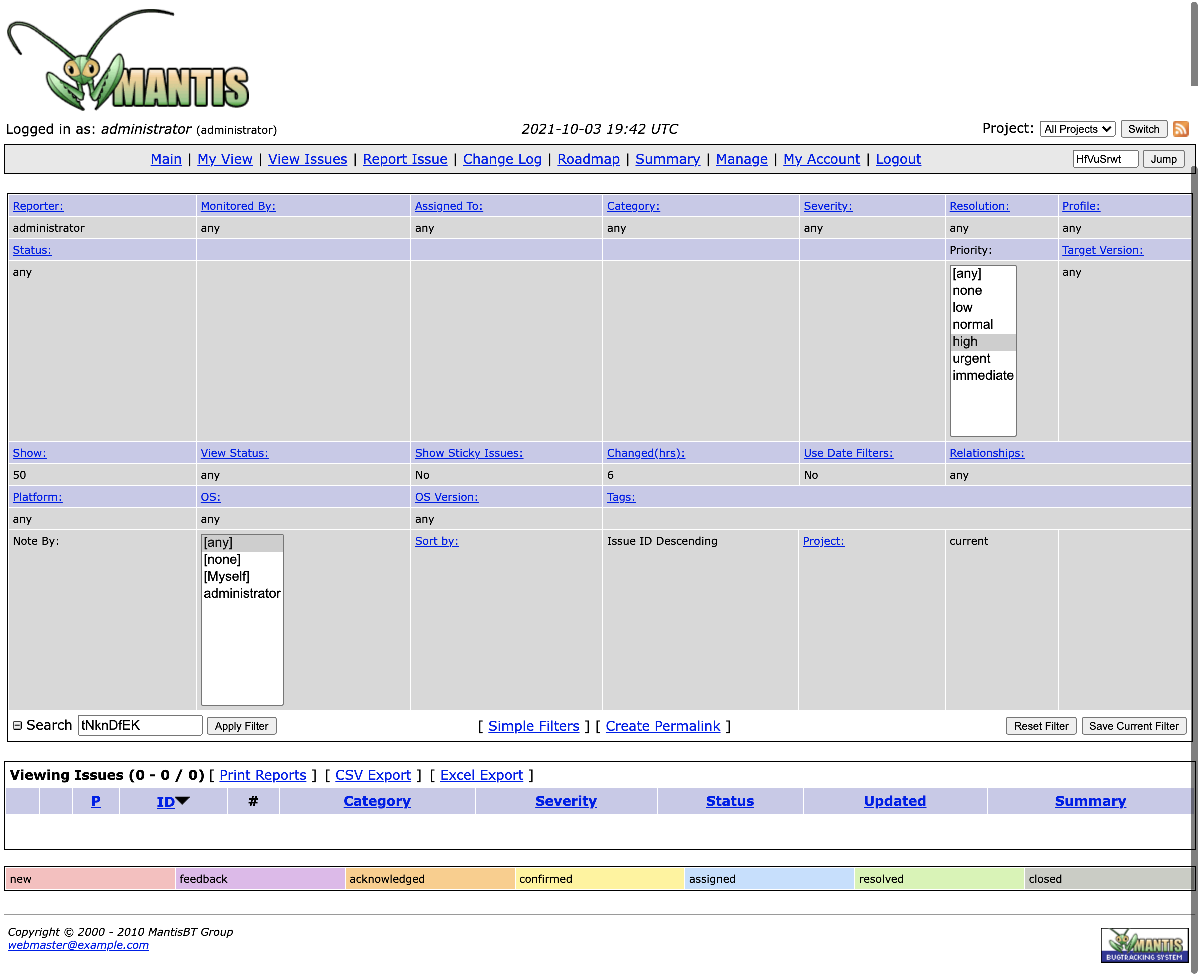 MANTIS
Logged in as: administrator (administrator) 2021-10-03 19:42 UTC Project: All Projects Switch
Main | My View | View Issues | Report Issue | Change Log | Roadmap | Summary | Manage | My Account | Logout HfVuSrwt Jump
Reporter: Monitored By: Assigned To: Category: Severity: Resolution: Profile:
administrator any any any any any any
Status: Priority: Target Version:
any [any] any
none
low
normal
high
urgent
immediate
Show: View Status: Show Sticky Issues: Changed(hrs): Use Date Filters: Relationships:
50 any No 6 No any
Platform: OS: OS Version: Tags:
any any any
Note By: [any] Sort by: Issue ID Descending Project: current
[none]
[Myself]
administrator
Search tNknDfEK Apply Filter [ Simple Filters ] [ Create Permalink ] Reset Filter Save Current Filter
Viewing Issues (0 - 0 / 0) [ Print Reports ] [ CSV Export ] [ Excel Export ]
P ID # Category Severity Status Updated Summary
new feedback acknowledged confirmed assigned resolved closed
Copyright © 2000 - 2010 MantisBT Group
webmaster@example.com
MANTIS
BUGTRACKING SYSTEM